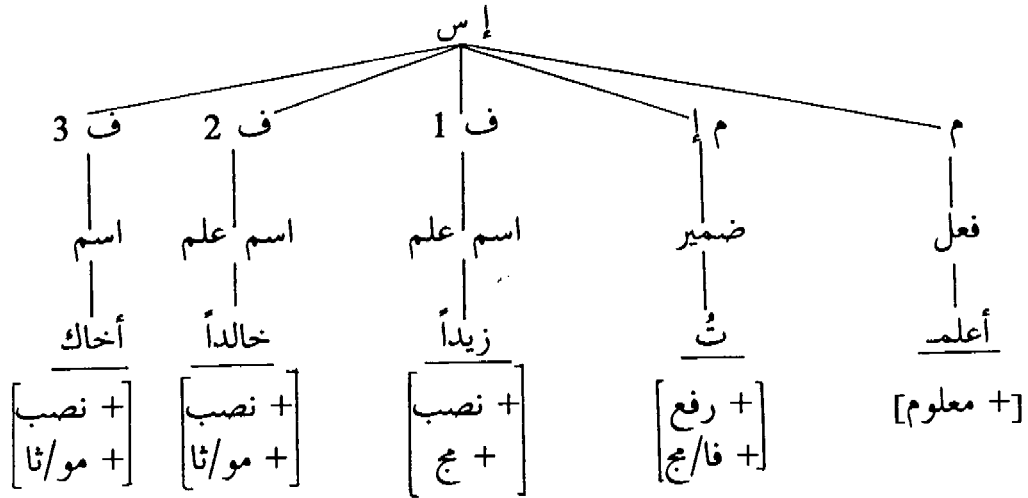 إ س
م م إ ف 1 ف 2 ف 3
فعل ضمير اسم علم اسم علم اسم
أعلمـ تُ زيداً خالداً أخاك
[+ معلوم] [+ رفع [+ نصب [+ نصب [+ نصب
+ فا/مج] + مج] + مو/ثا] + مو/ثا]